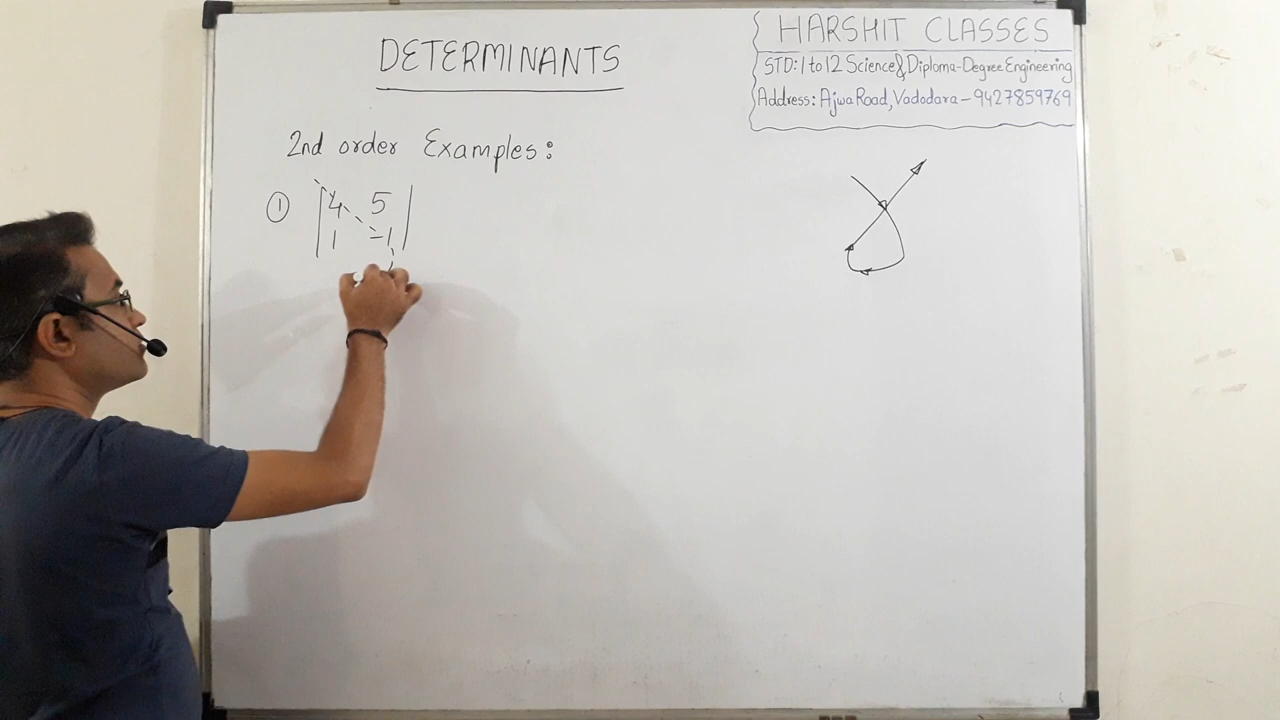 DETERMINANTS
HARSHIT CLASSES
STD: 1 to 12 Science & Diploma-Degree Engineering
Address: Ajwa Road, Vadodara - 9427859769
2nd order Examples:
① | 4 5 |
| 1 -1 |